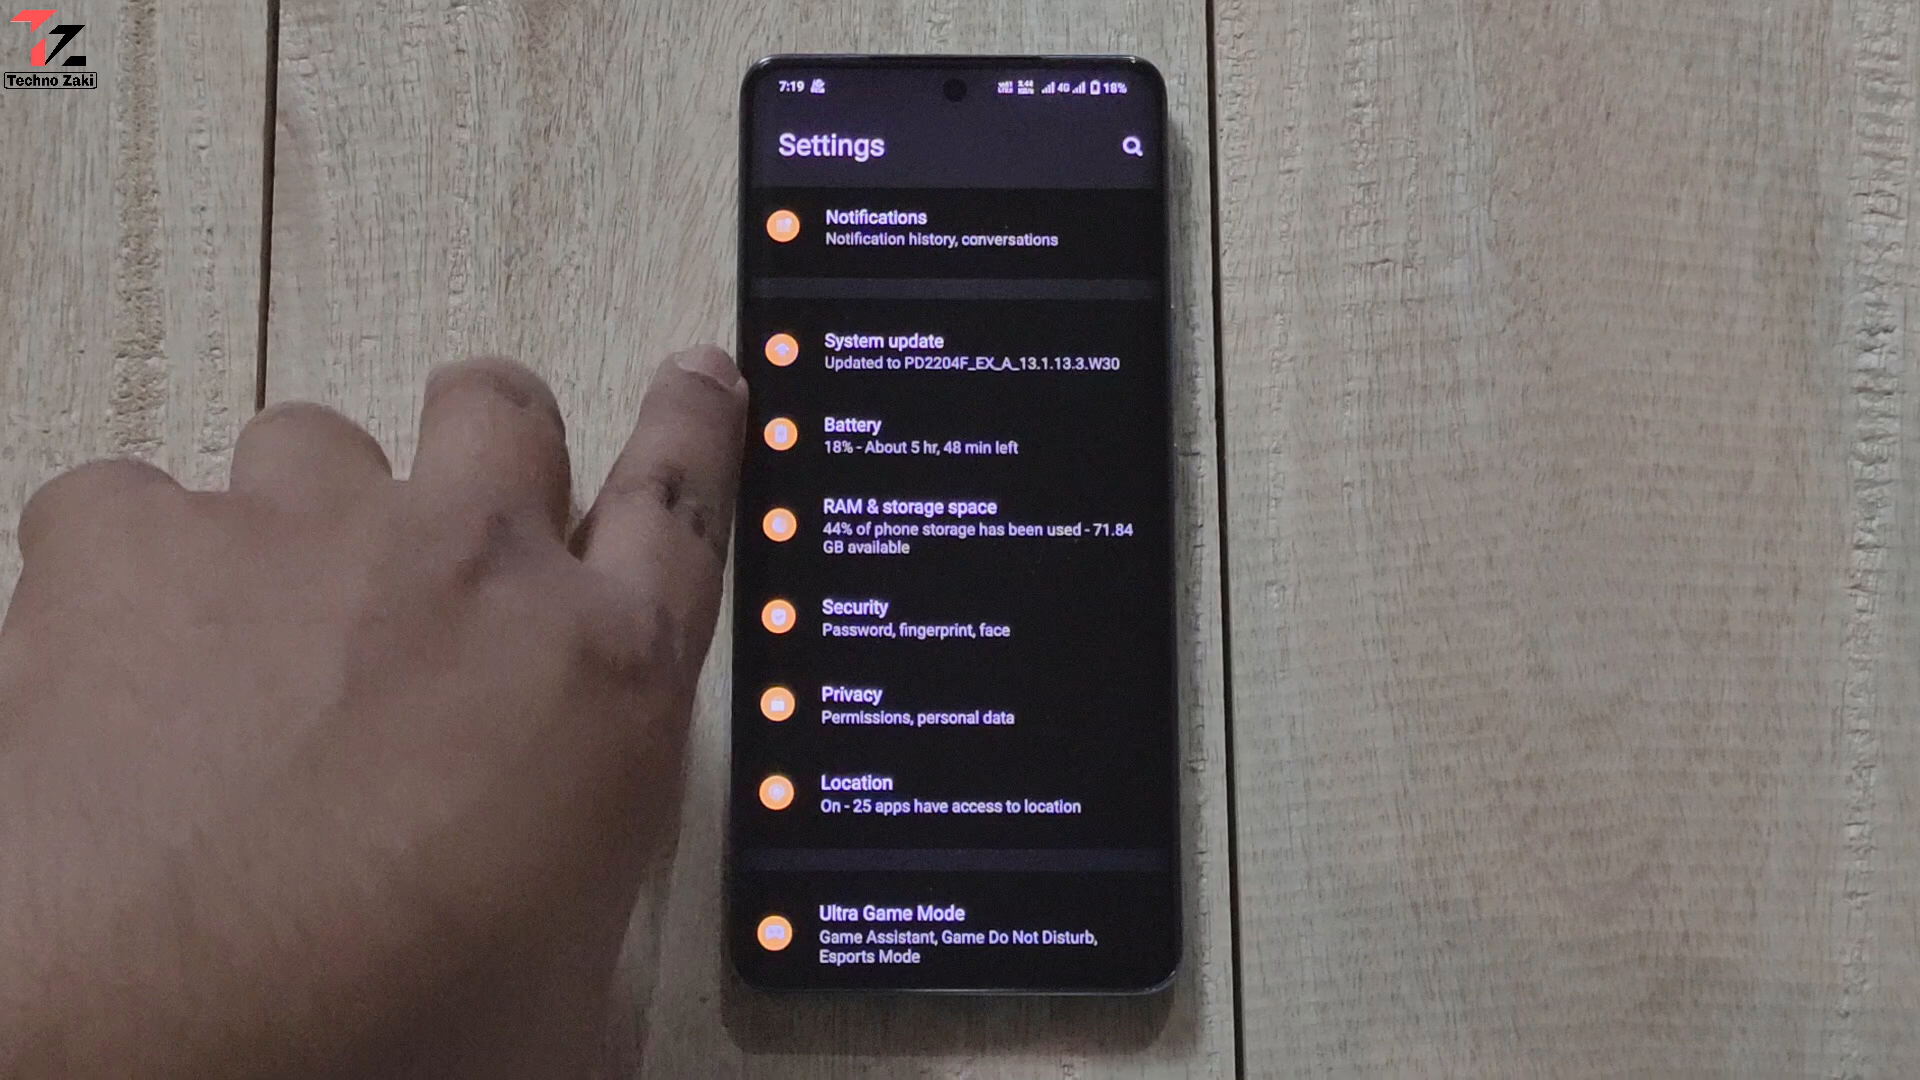 TZ
Techno Zaki
7:19
4G
18%
Settings
Notifications
Notification history, conversations
System update
Updated to PD2204F_EX_A_13.1.13.3.W30
Battery
18% - About 5 hr, 48 min left
RAM & storage space
44% of phone storage has been used - 71.84
GB available
Security
Password, fingerprint, face
Privacy
Permissions, personal data
Location
On - 25 apps have access to location
Ultra Game Mode
Game Assistant, Game Do Not Disturb,
Esports Mode